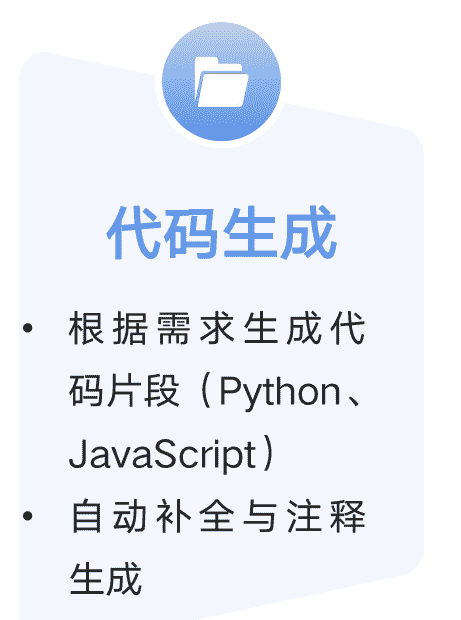 代码生成
• 根据需求生成代
码片段（Python、
JavaScript）
• 自动补全与注释
生成